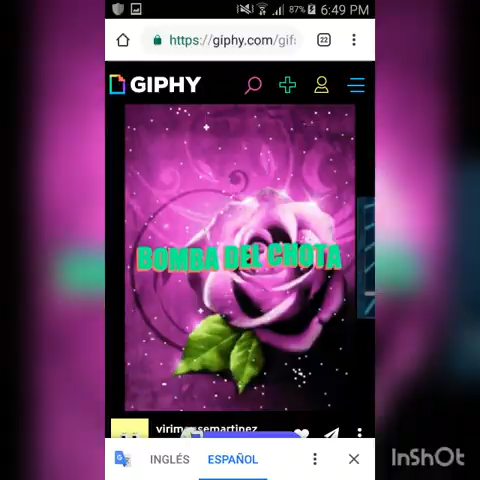 87% 6:49 PM
https://giphy.com/gif
22
GIPHY
BOMBA DEL CHOTA
INGLÉS ESPAÑOL
InShOt